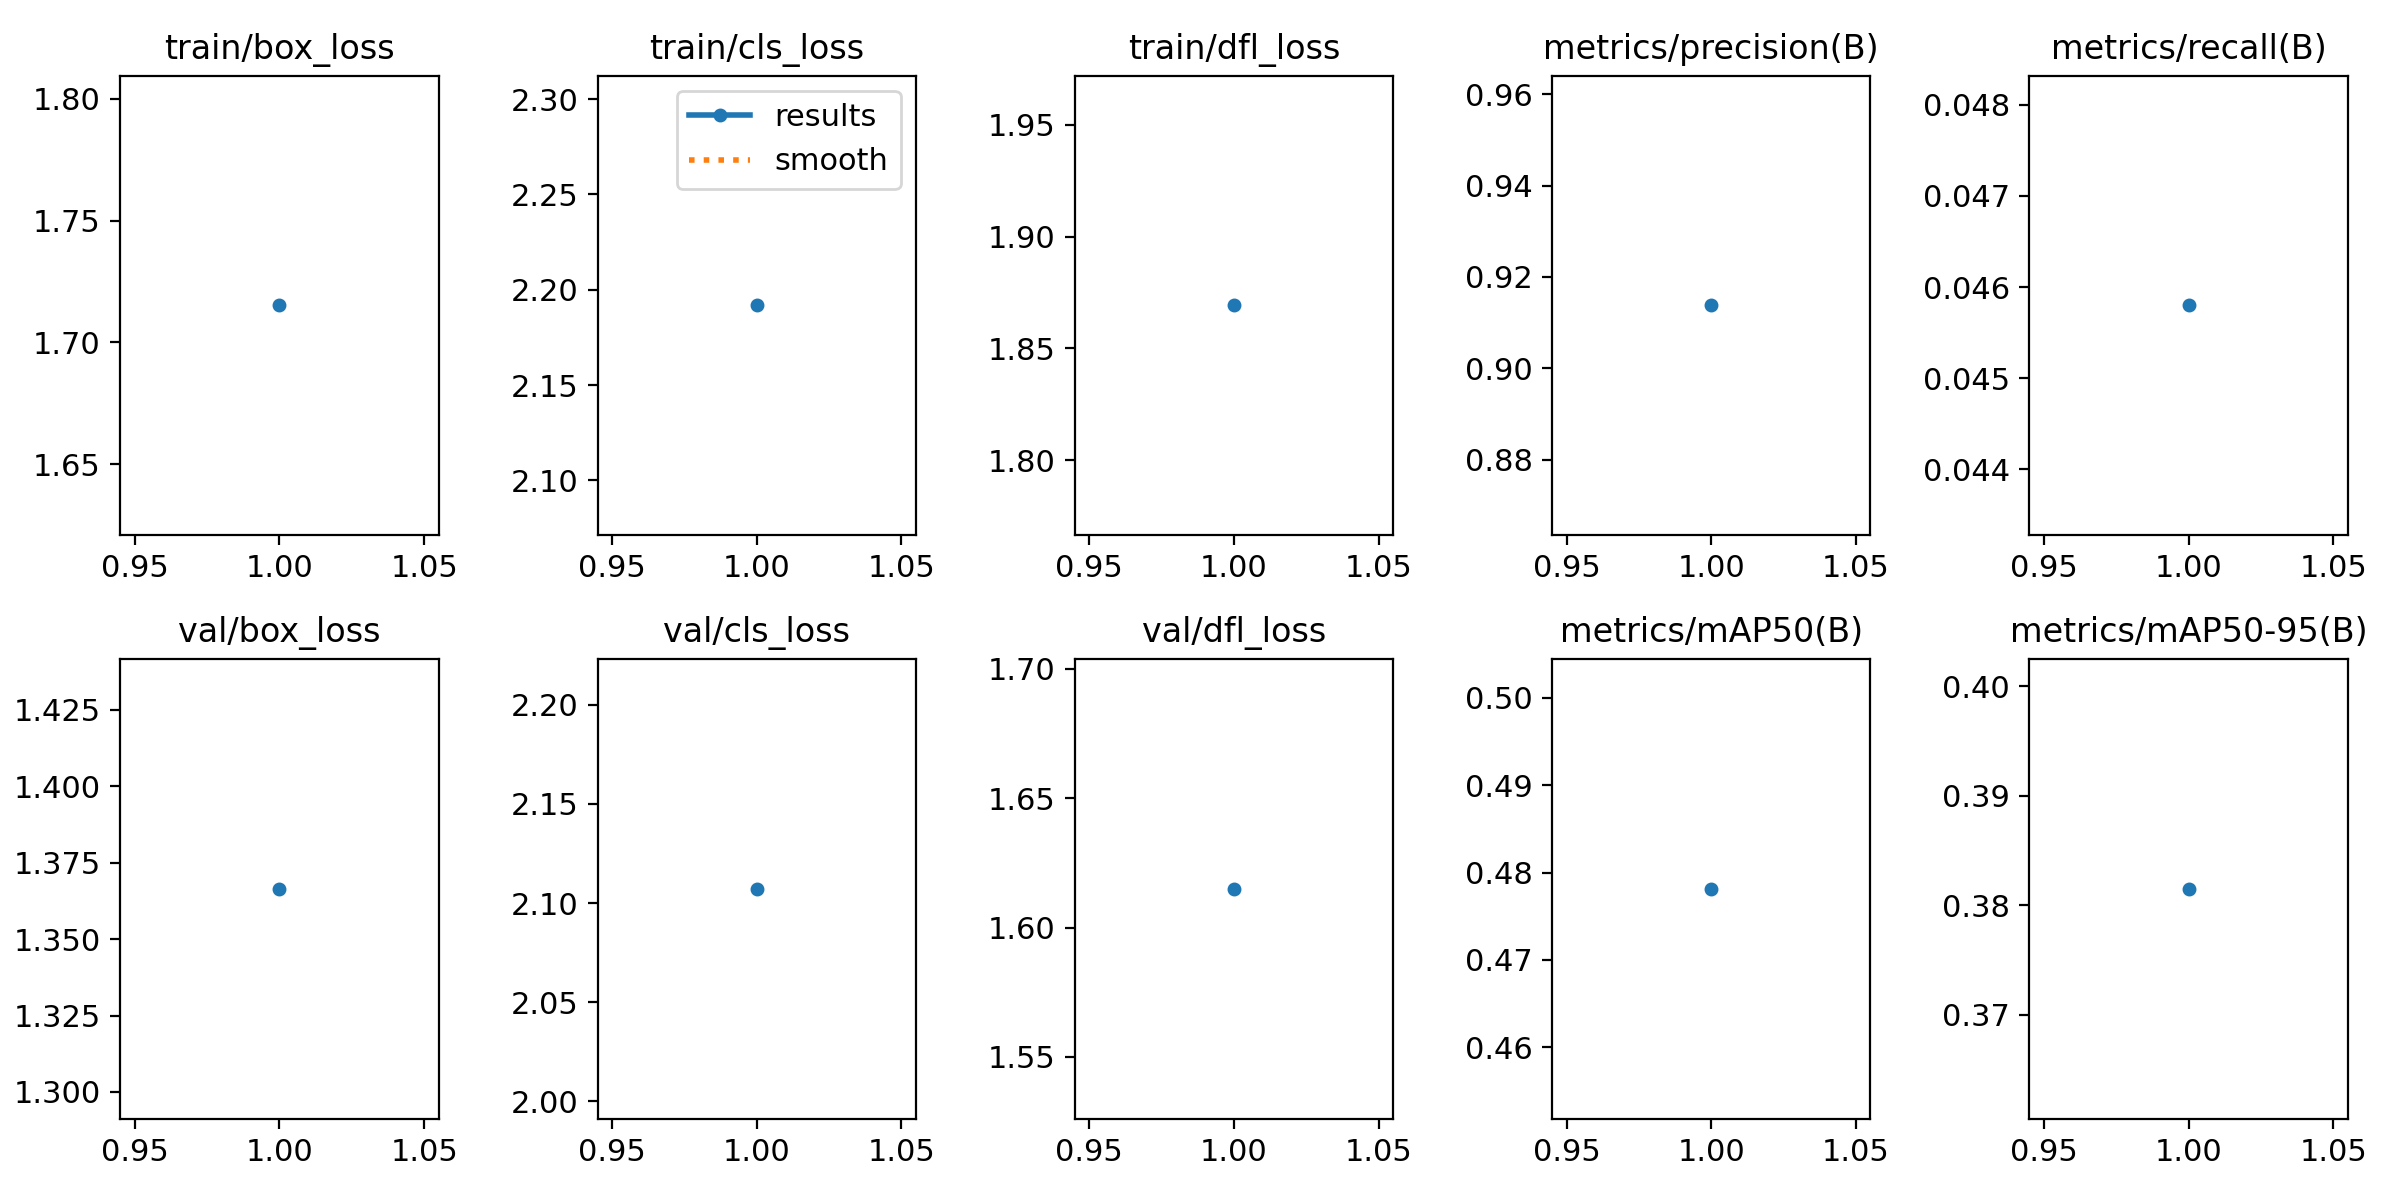 train/box_loss
1.80
1.75
1.70
1.65
0.95 1.00 1.05
train/cls_loss
results
smooth
2.30
2.25
2.20
2.15
2.10
0.95 1.00 1.05
train/dfl_loss
1.95
1.90
1.85
1.80
0.95 1.00 1.05
metrics/precision(B)
0.96
0.94
0.92
0.90
0.88
0.95 1.00 1.05
metrics/recall(B)
0.048
0.047
0.046
0.045
0.044
0.95 1.00 1.05
val/box_loss
1.425
1.400
1.375
1.350
1.325
1.300
0.95 1.00 1.05
val/cls_loss
2.20
2.15
2.10
2.05
2.00
0.95 1.00 1.05
val/dfl_loss
1.70
1.65
1.60
1.55
0.95 1.00 1.05
metrics/mAP50(B)
0.50
0.49
0.48
0.47
0.46
0.95 1.00 1.05
metrics/mAP50-95(B)
0.40
0.39
0.38
0.37
0.95 1.00 1.05